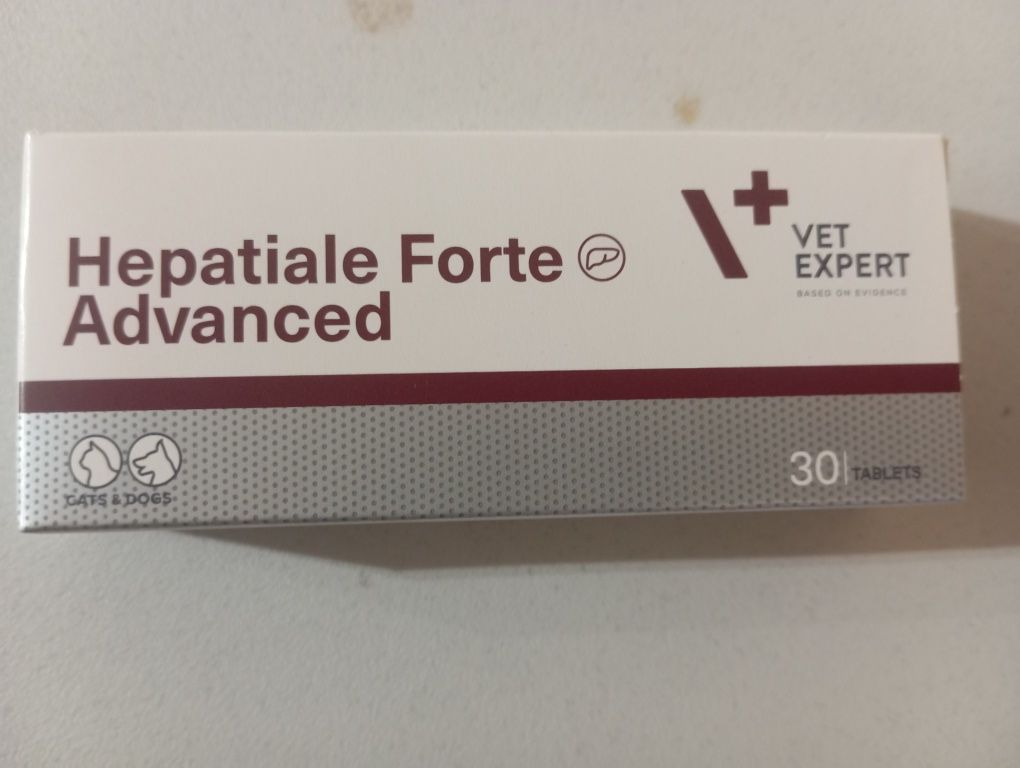 Hepatiale Forte
Advanced
V+
VET
EXPERT
BASED ON EVIDENCE
CATS & DOGS
30 | TABLETS